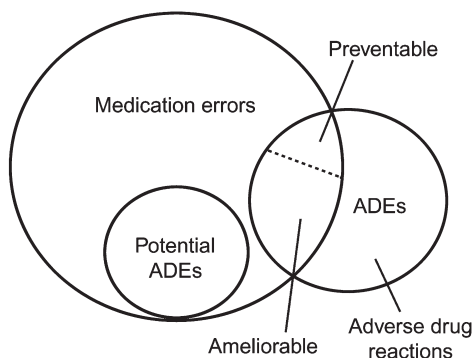 Preventable
Medication errors
ADEs
Potential
ADEs
Adverse drug
reactions
Ameliorable